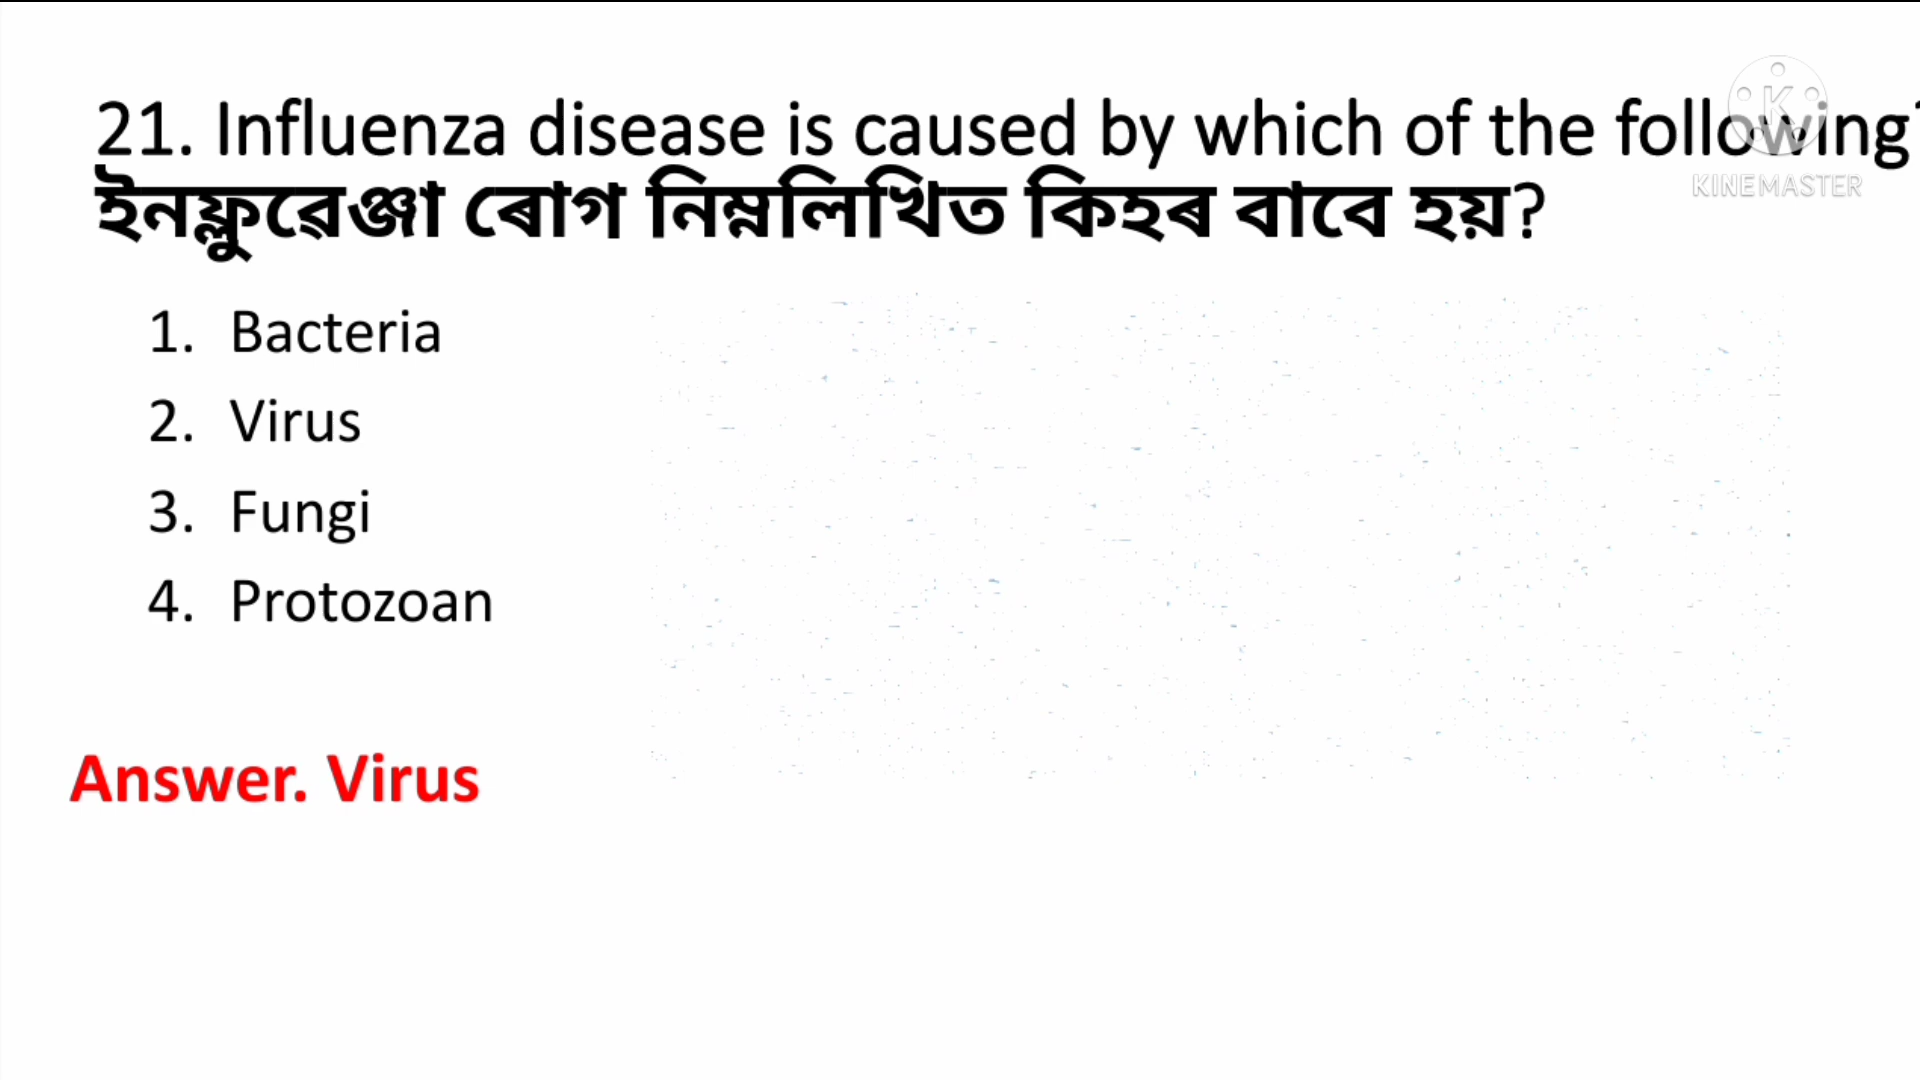 21. Influenza disease is caused by which of the following?
ইনফ্লুৱেঞ্জা ৰোগ নিম্নলিখিত কিহৰ বাবে হয়?
1. Bacteria
2. Virus
3. Fungi
4. Protozoan
Answer. Virus
K
KINEMASTER